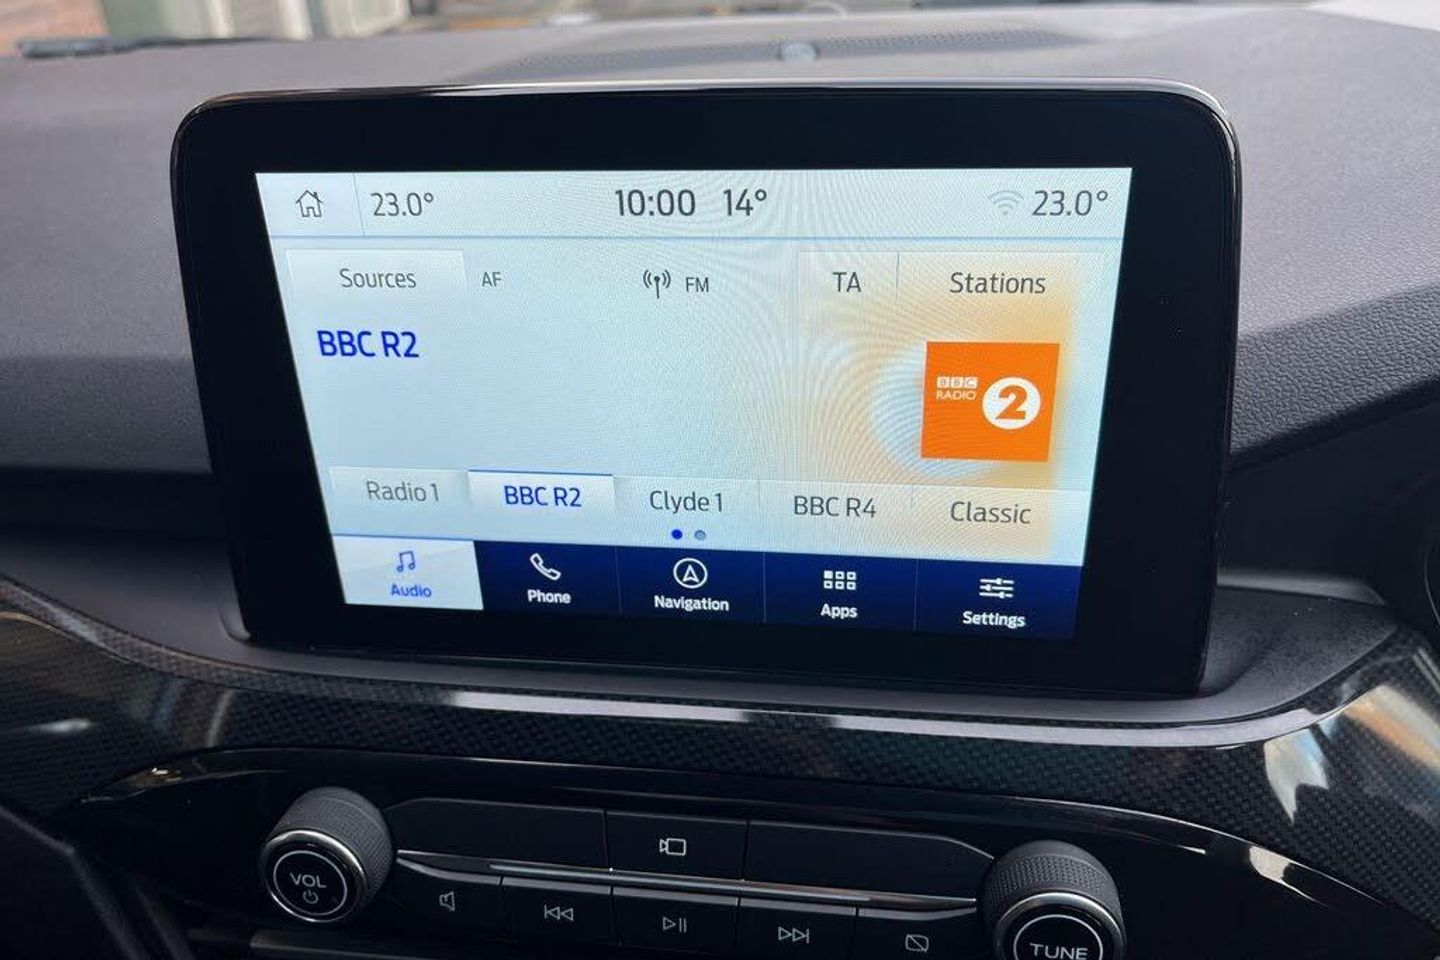 23.0° 10:00 14° 23.0°
Sources AF FM TA Stations
BBC R2
BBC
RADIO 2
Radio 1 BBC R2 Clyde 1 BBC R4 Classic
Audio Phone Navigation Apps Settings
VOL
TUNE